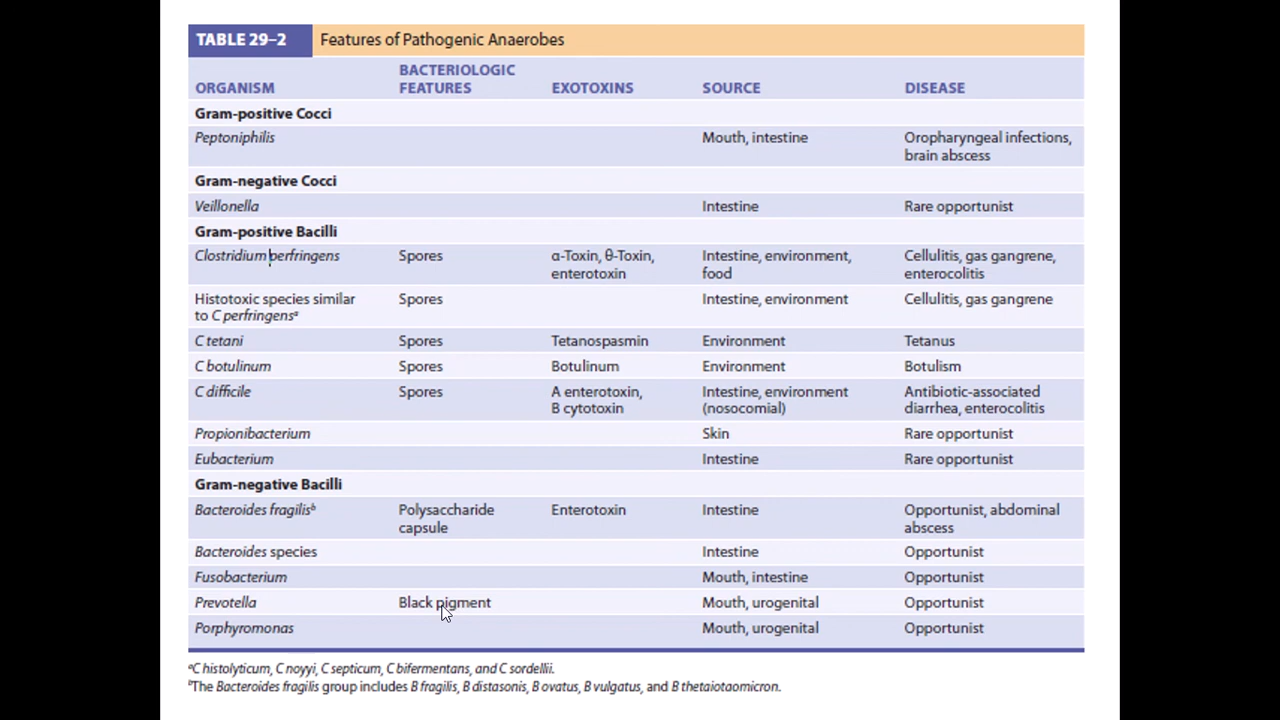 TABLE 29–2 Features of Pathogenic Anaerobes
BACTERIOLOGIC
ORGANISM FEATURES EXOTOXINS SOURCE DISEASE
Gram-positive Cocci
Peptoniphilis Mouth, intestine Oropharyngeal infections,
brain abscess
Gram-negative Cocci
Veillonella Intestine Rare opportunist
Gram-positive Bacilli
Clostridium perfringens Spores α-Toxin, θ-Toxin, Intestine, environment, Cellulitis, gas gangrene,
enterotoxin food enterocolitis
Histotoxic species similar Spores Intestine, environment Cellulitis, gas gangrene
to C perfringensᵃ
C tetani Spores Tetanospasmin Environment Tetanus
C botulinum Spores Botulinum Environment Botulism
C difficile Spores A enterotoxin, Intestine, environment Antibiotic-associated
B cytotoxin (nosocomial) diarrhea, enterocolitis
Propionibacterium Skin Rare opportunist
Eubacterium Intestine Rare opportunist
Gram-negative Bacilli
Bacteroides fragilisᵇ Polysaccharide Enterotoxin Intestine Opportunist, abdominal
capsule abscess
Bacteroides species Intestine Opportunist
Fusobacterium Mouth, intestine Opportunist
Prevotella Black pigment Mouth, urogenital Opportunist
Porphyromonas Mouth, urogenital Opportunist
ᵃC histolyticum, C noyyi, C septicum, C bifermentans, and C sordellii.
ᵇThe Bacteroides fragilis group includes B fragilis, B distasonis, B ovatus, B vulgatus, and B thetaiotaomicron.